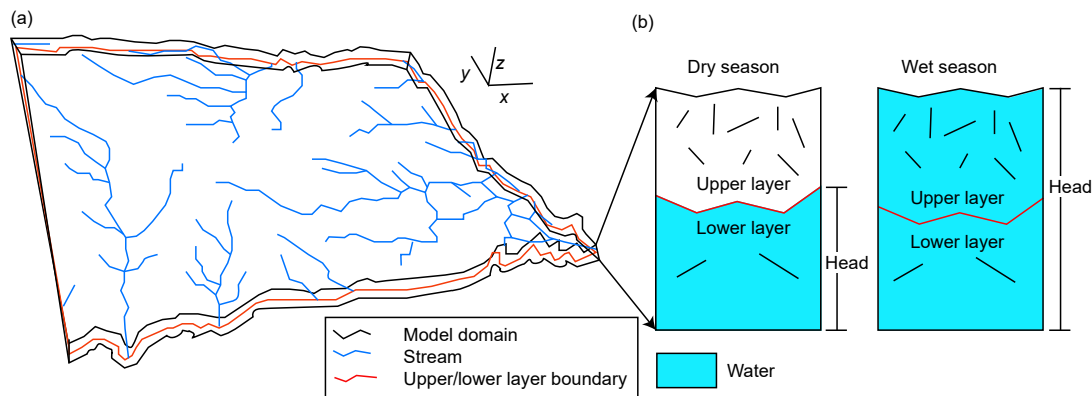 (a)
y
z
x
Model domain
Stream
Upper/lower layer boundary
(b)
Dry season
Wet season
Upper layer
Lower layer
Head
Upper layer
Lower layer
Head
Water